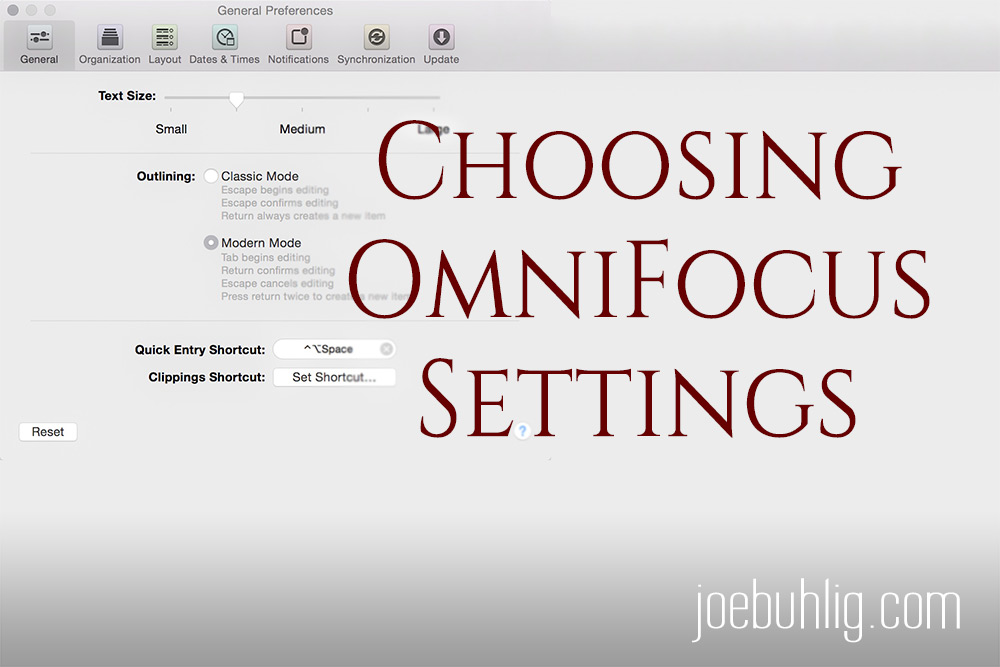 General Preferences
General Organization Layout Dates & Times Notifications Synchronization Update
Text Size:
Small Medium Large
Outlining: Classic Mode
Escape begins editing
Escape confirms editing
Return always creates a new item
Modern Mode
Tab begins editing
Return confirms editing
Escape cancels editing
Press return twice to create a new item
Quick Entry Shortcut: ^⌥Space
Clippings Shortcut: Set Shortcut...
Reset ?
Choosing
OmniFocus
Settings
joebuhlig.com